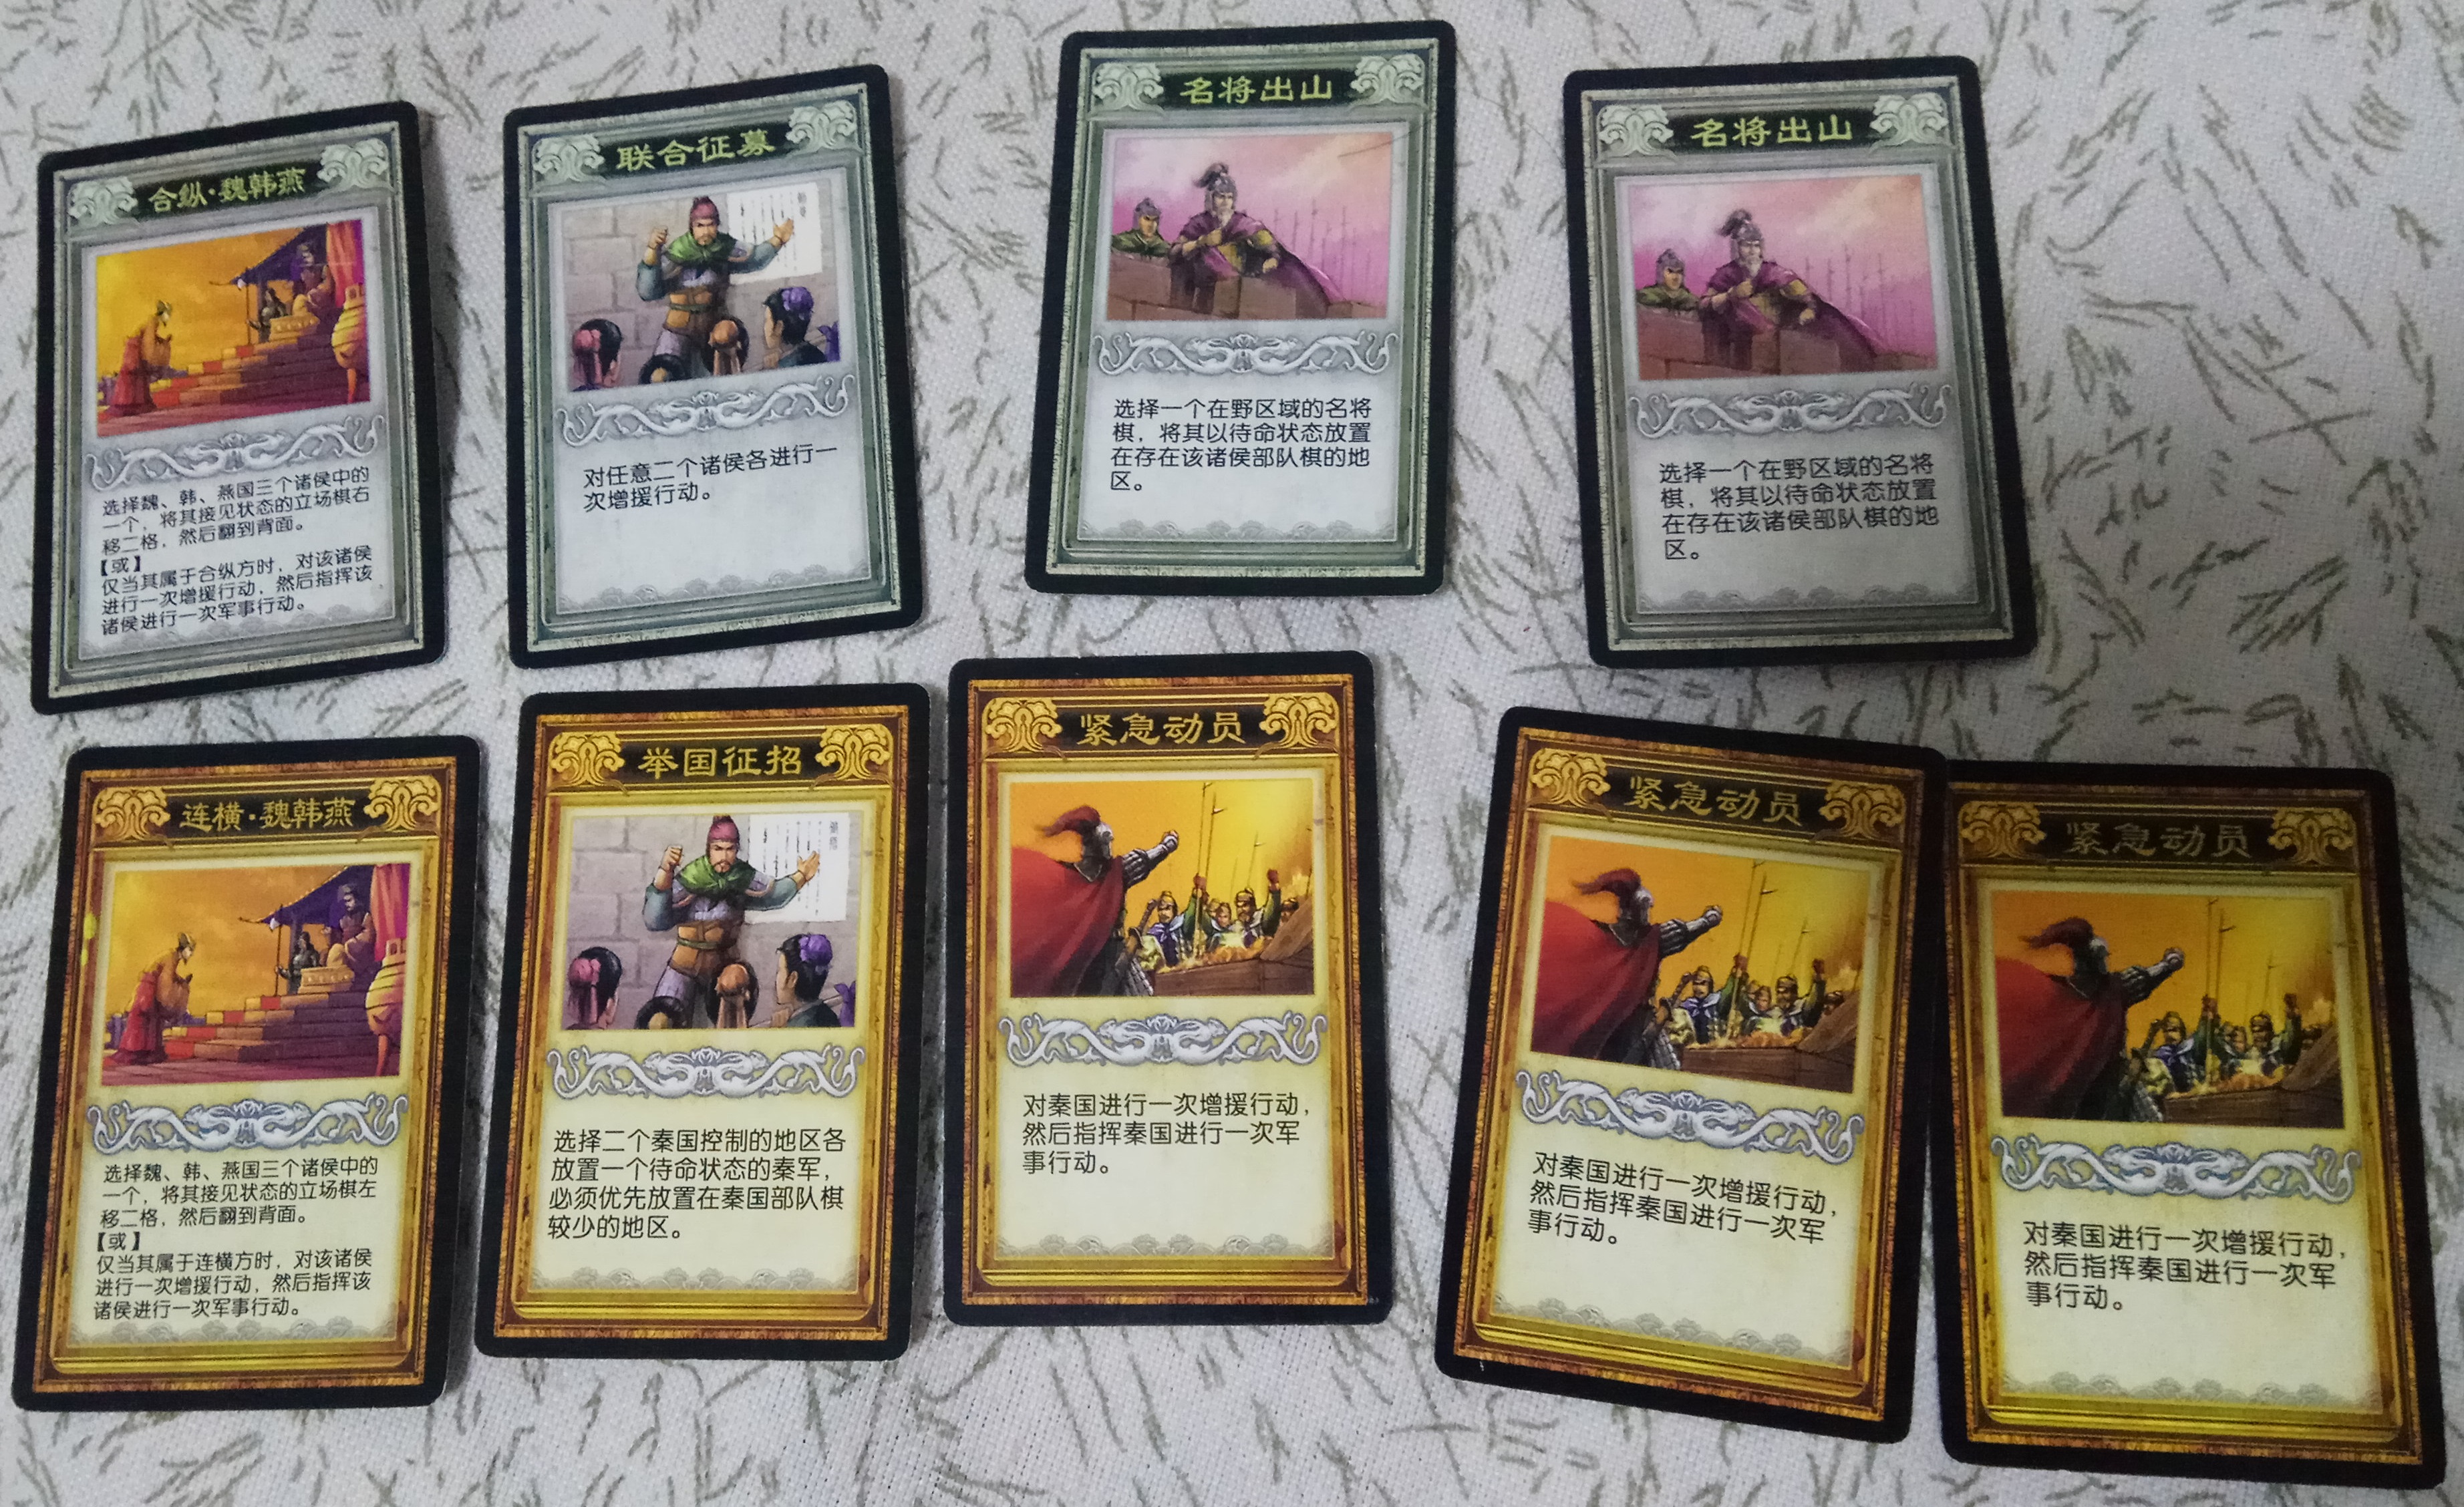 合纵·魏韩燕
选择魏、韩、燕国三个诸侯中的
一个，将其接见状态的立场棋右
移二格，然后翻到背面。
【或】
仅当其属于合纵方时，对该诸侯
进行一次增援行动，然后指挥该
诸侯进行一次军事行动。
联合征募
对任意二个诸侯各进行一
次增援行动。
名将出山
选择一个在野区域的名将
棋，将其以待命状态放置
在存在该诸侯部队棋的地
区。
名将出山
选择一个在野区域的名将
棋，将其以待命状态放置
在存在该诸侯部队棋的地
区。
连横·魏韩燕
选择魏、韩、燕国三个诸侯中的
一个，将其接见状态的立场棋左
移二格，然后翻到背面。
【或】
仅当其属于连横方时，对该诸侯
进行一次增援行动，然后指挥该
诸侯进行一次军事行动。
举国征招
选择二个秦国控制的地区各
放置一个待命状态的秦军，
必须优先放置在秦国部队棋
较少的地区。
紧急动员
对秦国进行一次增援行动，
然后指挥秦国进行一次军
事行动。
紧急动员
对秦国进行一次增援行动，
然后指挥秦国进行一次军
事行动。
紧急动员
对秦国进行一次增援行动，
然后指挥秦国进行一次军
事行动。